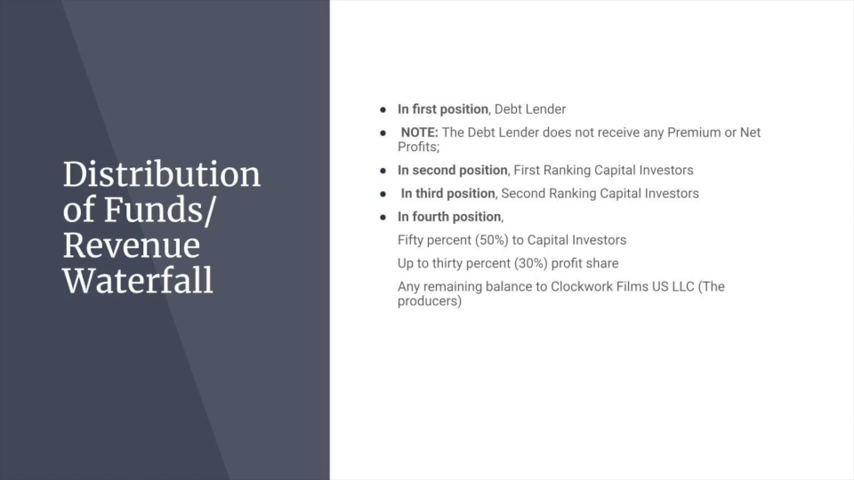 Distribution
of Funds/
Revenue
Waterfall
● In first position, Debt Lender
● NOTE: The Debt Lender does not receive any Premium or Net
Profits;
● In second position, First Ranking Capital Investors
● In third position, Second Ranking Capital Investors
● In fourth position,
Fifty percent (50%) to Capital Investors
Up to thirty percent (30%) profit share
Any remaining balance to Clockwork Films US LLC (The
producers)